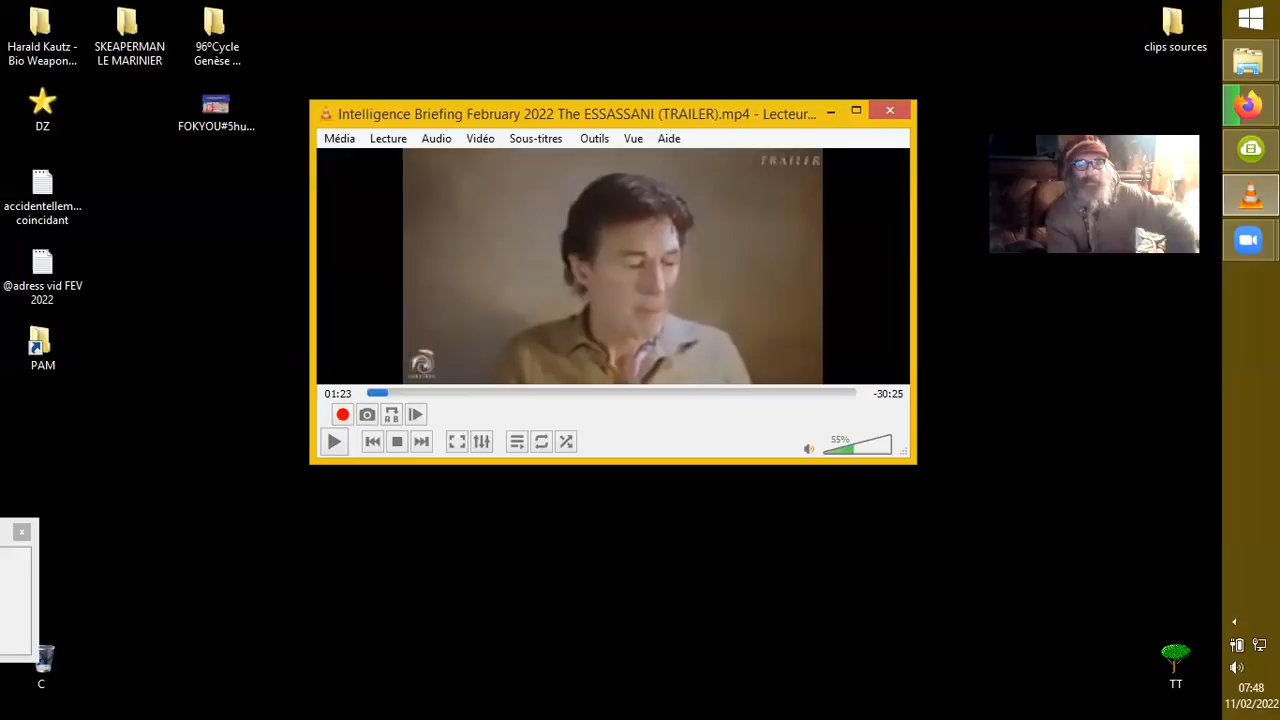 Harald Kautz -
Bio Weapon...
SKEAPERMAN
LE MARINIER
96°Cycle
Genèse ...
clips sources
DZ
FOKYOU#5hu...
accidentellem...
coincidant
@adress vid FEV
2022
PAM
Intelligence Briefing February 2022 The ESSASSANI (TRAILER).mp4 - Lecteur...
Média Lecture Audio Vidéo Sous-titres Outils Vue Aide
TRAILER
01:23
-30:25
A B
55%
x
C
TT
07:48
11/02/2022